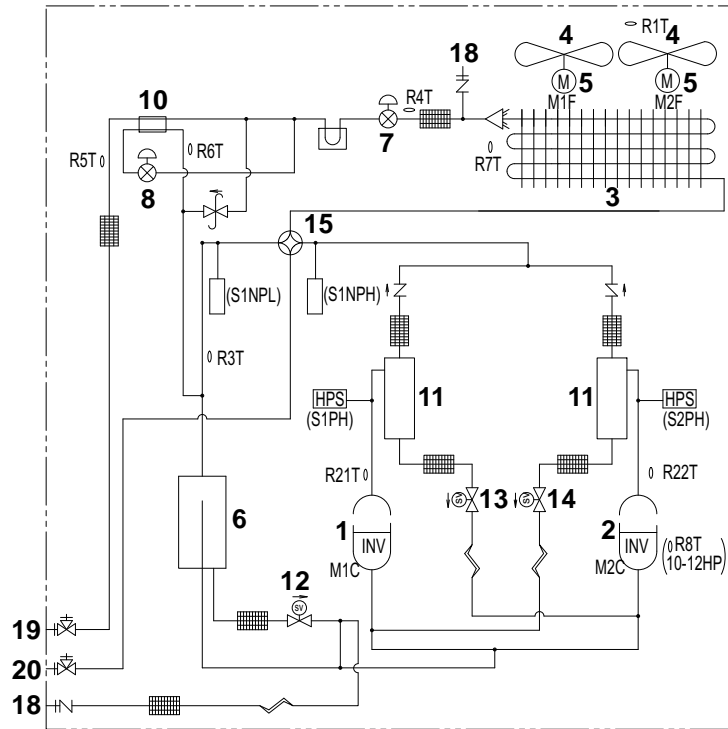 R1T
4
4
18
M
5
M
5
M1F
M2F
10
R4T
7
R5T
R6T
R7T
8
3
15
(S1NPL)
(S1NPH)
R3T
HPS
(S1PH)
11
11
HPS
(S2PH)
R21T
R22T
6
SV
13
SV
14
1
INV
2
INV
R8T
10-12HP
M1C
M2C
12
SV
19
20
18